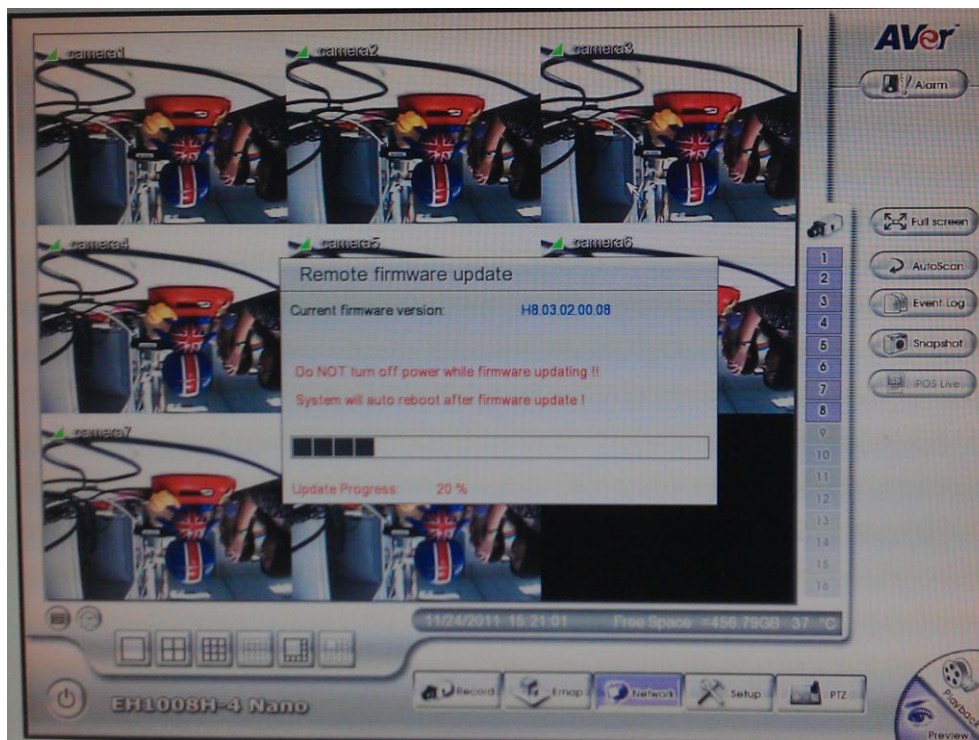 AVer
camera1
camera2
camera3
Alarm
Full screen
camera4
camera5
camera6
AutoScan
Event Log
Snapshot
POS Live
Remote firmware update
Current firmware version: H8.03.02.00.08
Do NOT turn off power while firmware updating !!
System will auto reboot after firmware update !
Update Progress: 20 %
camera7
1
2
3
4
5
6
7
8
9
10
11
12
13
14
15
16
11/24/2011 15:21:01 Free Space =456.79GB 37 °C
Record
Emap
Network
Setup
PTZ
EH1008H-4 Nano
Playback
Preview